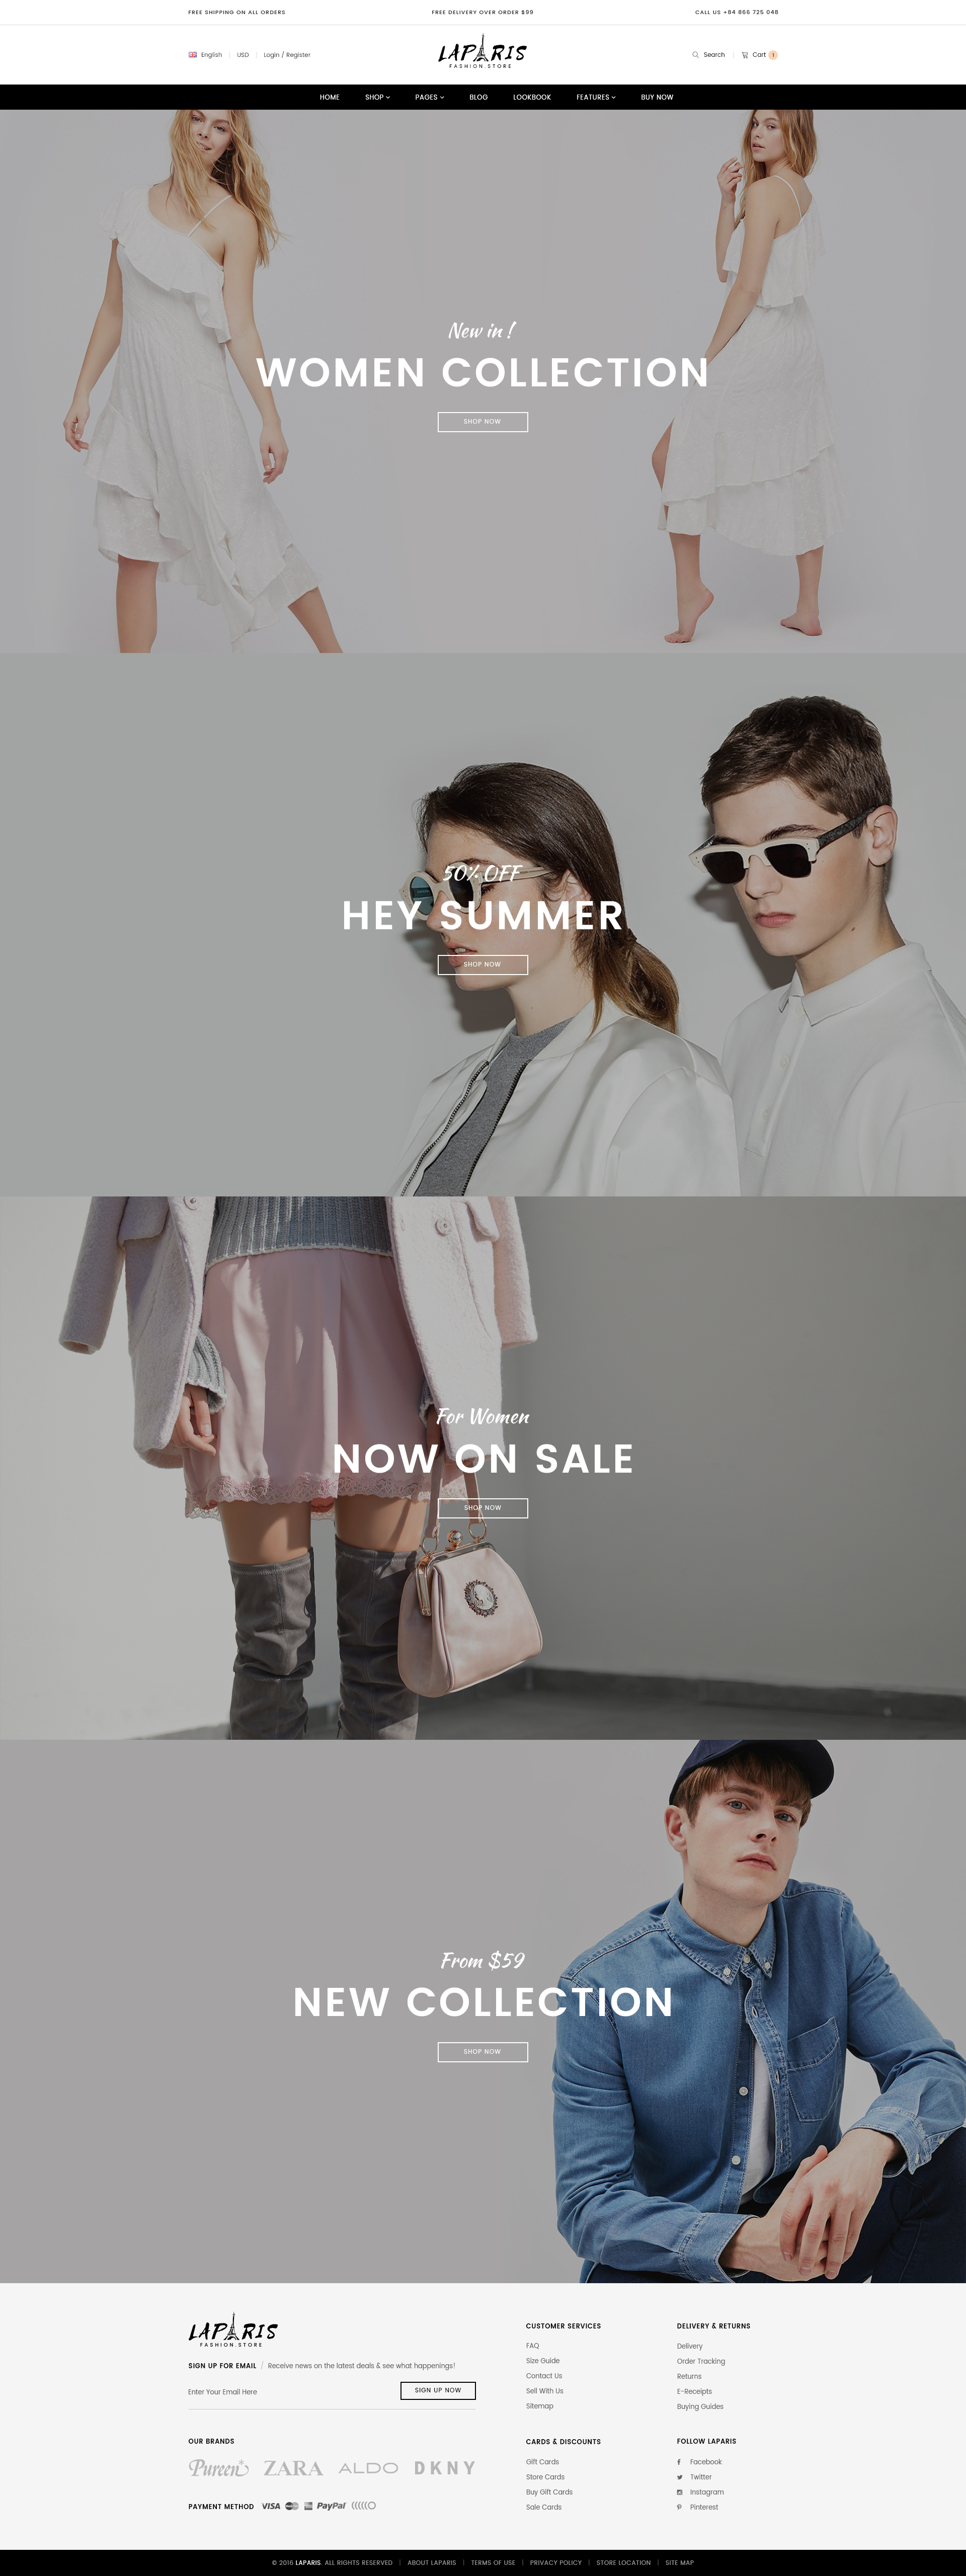 FREE SHIPPING ON ALL ORDERS
FREE DELIVERY OVER ORDER $99
CALL US +84 866 725 048
English | USD | Login / Register
LAPARIS
FASHION.STORE
Search | Cart 1
HOME SHOP PAGES BLOG LOOKBOOK FEATURES BUY NOW
New in !
WOMEN COLLECTION
SHOP NOW
50% OFF
HEY SUMMER
SHOP NOW
For Women
NOW ON SALE
SHOP NOW
From $59
NEW COLLECTION
SHOP NOW
LAPARIS
FASHION.STORE
SIGN UP FOR EMAIL / Receive news on the latest deals & see what happenings!
Enter Your Email Here
SIGN UP NOW
OUR BRANDS
Pureen ZARA ALDO DKNY
PAYMENT METHOD VISA PayPal
CUSTOMER SERVICES
FAQ
Size Guide
Contact Us
Sell With Us
Sitemap
DELIVERY & RETURNS
Delivery
Order Tracking
Returns
E-Receipts
Buying Guides
CARDS & DISCOUNTS
Gift Cards
Store Cards
Buy Gift Cards
Sale Cards
FOLLOW LAPARIS
Facebook
Twitter
Instagram
Pinterest
© 2016 LAPARIS. ALL RIGHTS RESERVED | ABOUT LAPARIS | TERMS OF USE | PRIVACY POLICY | STORE LOCATION | SITE MAP